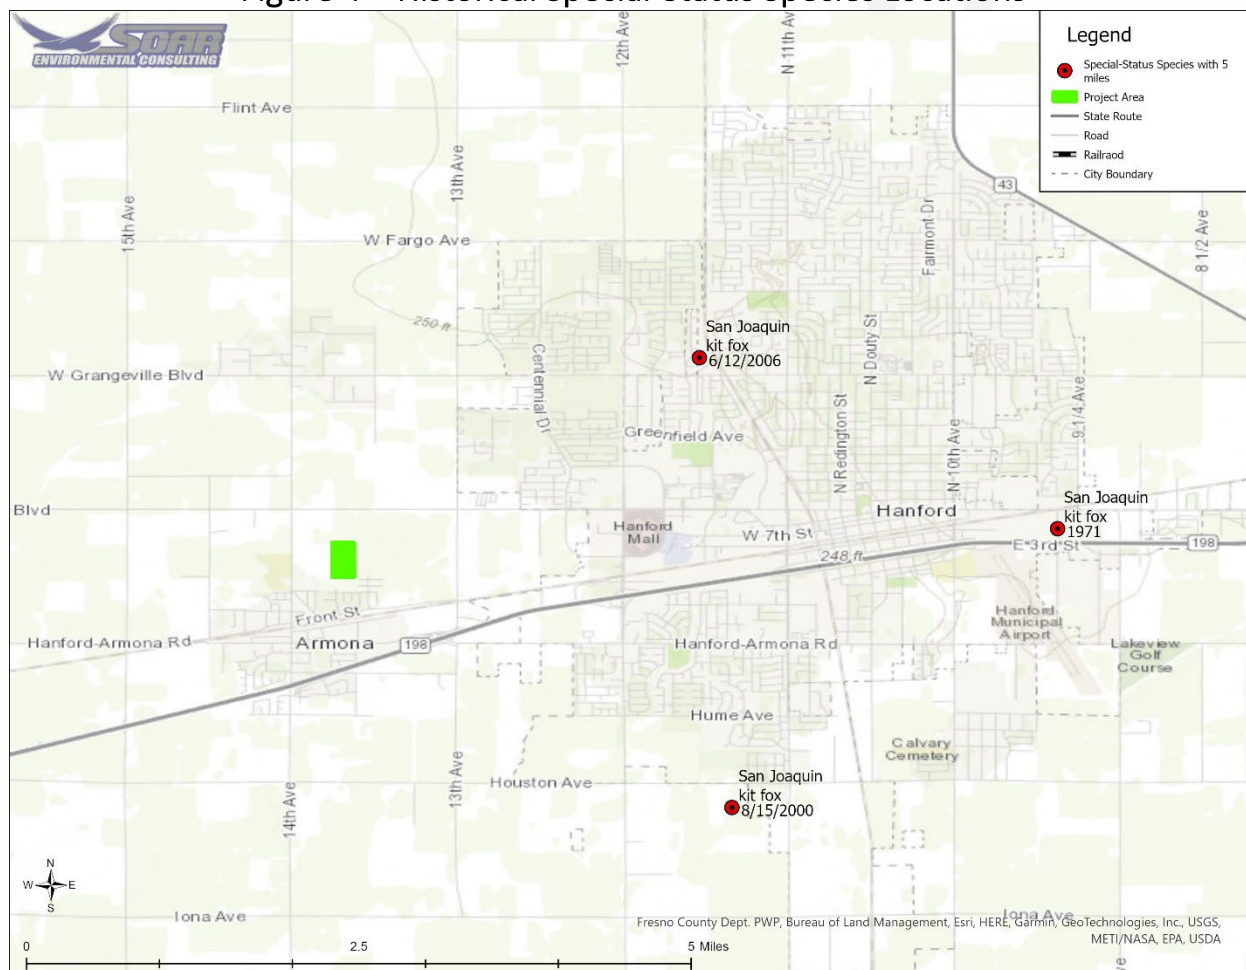 SOAR
ENVIRONMENTAL CONSULTING
Legend
Special-Status Species with 5
miles
Project Area
State Route
Road
Railraod
City Boundary
12th Ave
N 11th Av
Flint Ave
13th Ave
15th Ave
W Fargo Ave
Fairmont Dr
43
8 1/2 Ave
250 ft
San Joaquin
kit fox
6/12/2006
N Douty St
W Grangeville Blvd
Centennial Dr
N Redington St
9 1/4 Ave
Greenfield Ave
N 10th Ave
San Joaquin
kit fox
1971
Blvd
Hanford
Hanford
Mall
W 7th St
E 3rd St
198
248 ft
Front St
Hanford
Municipal
Airport
Hanford-Armona Rd
Armona
198
Hanford-Armona Rd
Lakeview
Golf
Course
Hume Ave
Calvary
Cemetery
14th Ave
13th Ave
Houston Ave
San Joaquin
kit fox
8/15/2000
N
W
E
S
Iona Ave
Iona Ave
Fresno County Dept. PWP, Bureau of Land Management, Esri, HERE, Garmin, GeoTechnologies, Inc., USGS,
METI/NASA, EPA, USDA
0
2.5
5 Miles